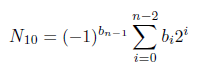 $N_{10} = (-1)^{b_{n-1}} \sum_{i=0}^{n-2} b_i 2^i$